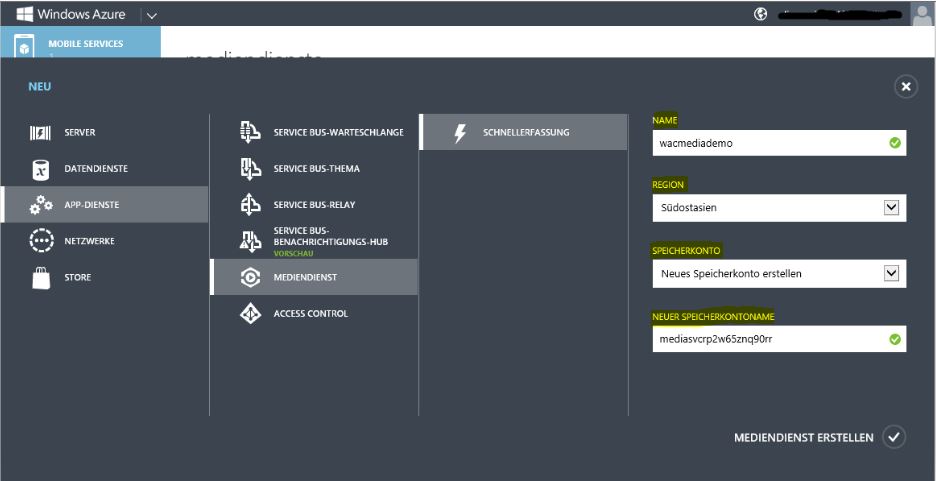 Windows Azure
MOBILE SERVICES
1
mediendienste
NEU
SERVER
DATENDIENSTE
APP-DIENSTE
NETZWERKE
STORE
SERVICE BUS-WARTESCHLANGE
SERVICE BUS-THEMA
SERVICE BUS-RELAY
SERVICE BUS-
BENACHRICHTIGUNGS-HUB
VORSCHAU
MEDIENDIENST
ACCESS CONTROL
SCHNELLERFASSUNG
NAME
wacmediademo
REGION
Südostasien
SPEICHERKONTO
Neues Speicherkonto erstellen
NEUER SPEICHERKONTONAME
mediasvcrp2w65znq90rr
MEDIENDIENST ERSTELLEN